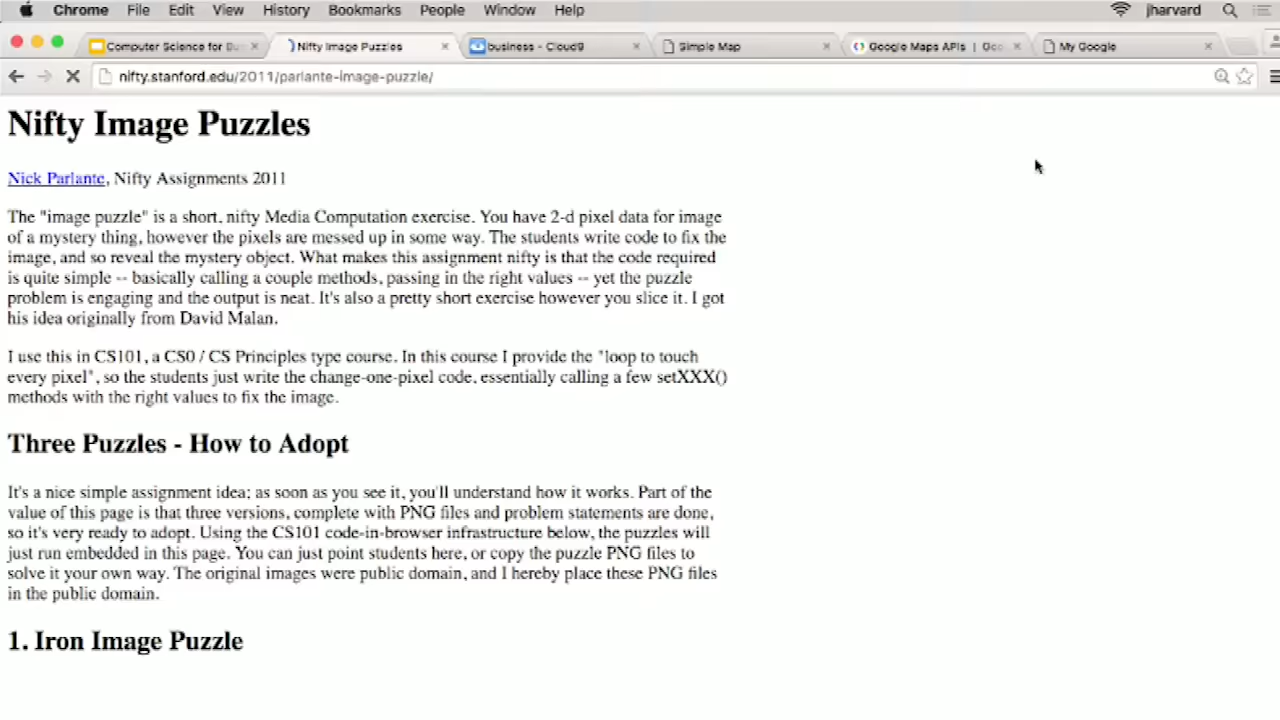 Chrome File Edit View History Bookmarks People Window Help jharvard
Computer Science for Bu Nifty Image Puzzles business - Cloud9 Simple Map Google Maps APIs | Goo My Google
nifty.stanford.edu/2011/parlante-image-puzzle/
Nifty Image Puzzles
Nick Parlante, Nifty Assignments 2011
The "image puzzle" is a short, nifty Media Computation exercise. You have 2-d pixel data for image
of a mystery thing, however the pixels are messed up in some way. The students write code to fix the
image, and so reveal the mystery object. What makes this assignment nifty is that the code required
is quite simple -- basically calling a couple methods, passing in the right values -- yet the puzzle
problem is engaging and the output is neat. It's also a pretty short exercise however you slice it. I got
his idea originally from David Malan.
I use this in CS101, a CS0 / CS Principles type course. In this course I provide the "loop to touch
every pixel", so the students just write the change-one-pixel code, essentially calling a few setXXX()
methods with the right values to fix the image.
Three Puzzles - How to Adopt
It's a nice simple assignment idea; as soon as you see it, you'll understand how it works. Part of the
value of this page is that three versions, complete with PNG files and problem statements are done,
so it's very ready to adopt. Using the CS101 code-in-browser infrastructure below, the puzzles will
just run embedded in this page. You can just point students here, or copy the puzzle PNG files to
solve it your own way. The original images were public domain, and I hereby place these PNG files
in the public domain.
1. Iron Image Puzzle